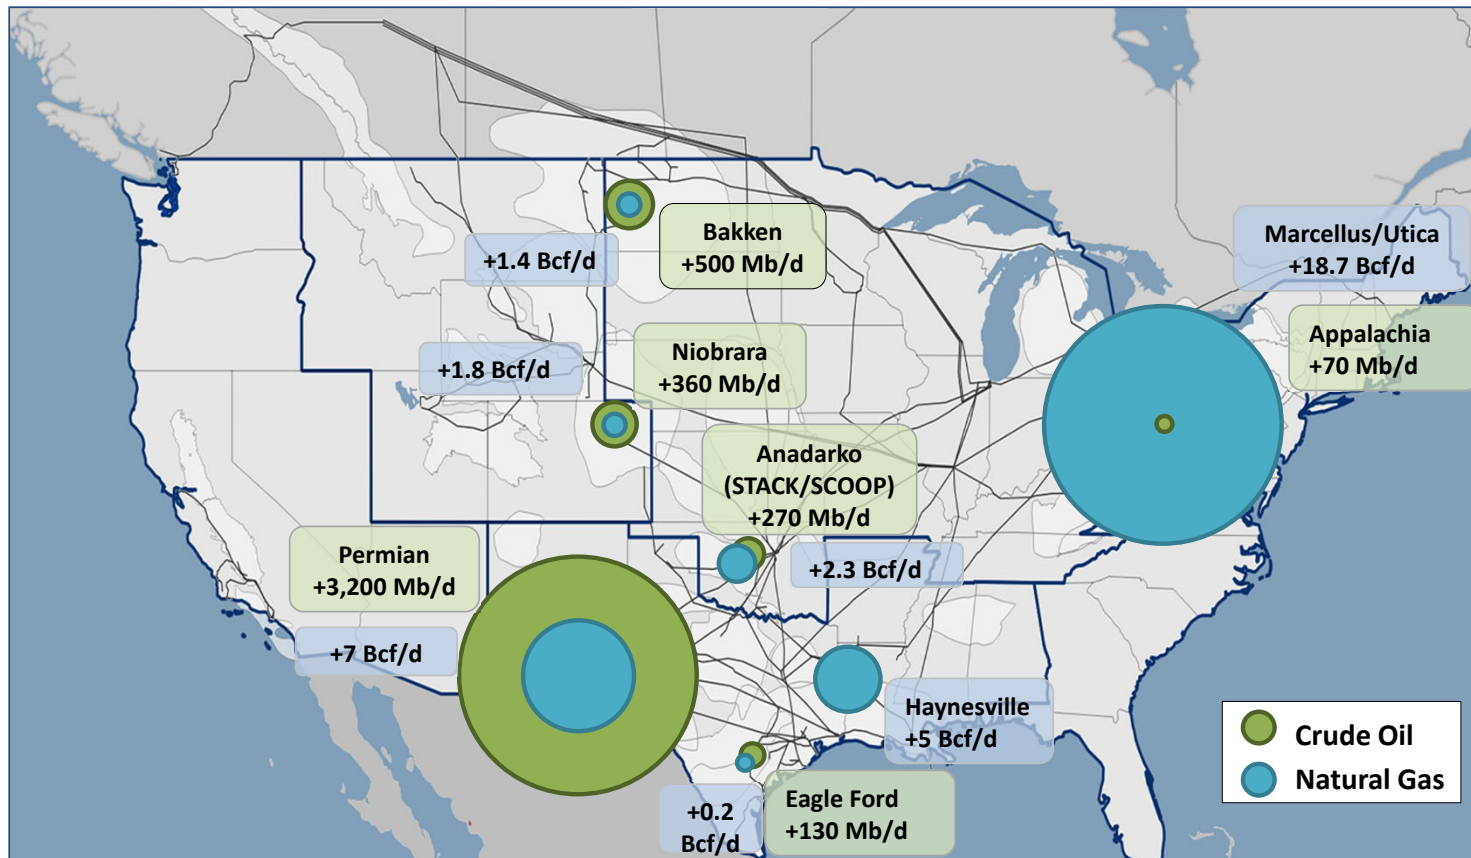 Bakken
+500 Mb/d
+1.4 Bcf/d
Marcellus/Utica
+18.7 Bcf/d
Appalachia
+70 Mb/d
Niobrara
+360 Mb/d
+1.8 Bcf/d
Anadarko
(STACK/SCOOP)
+270 Mb/d
+2.3 Bcf/d
Permian
+3,200 Mb/d
+7 Bcf/d
Haynesville
+5 Bcf/d
+0.2
Bcf/d
Eagle Ford
+130 Mb/d
Crude Oil
Natural Gas